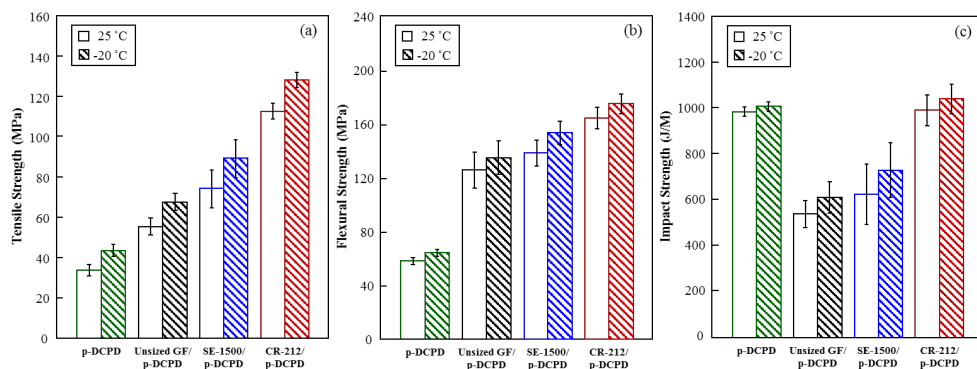 160
140
120
100
80
60
40
20
0
Tensile Strength (MPa)
25 ˚C
-20 ˚C
(a)
p-DCPD
Unsized GF/
p-DCPD
SE-1500/
p-DCPD
CR-212/
p-DCPD
240
200
160
120
80
40
0
Flexural Strength (MPa)
25 ˚C
-20 ˚C
(b)
p-DCPD
Unsized GF/
p-DCPD
SE-1500/
p-DCPD
CR-212/
p-DCPD
1400
1200
1000
800
600
400
200
0
Impact Strength (J/M)
25 ˚C
-20 ˚C
(c)
p-DCPD
Unsized GF/
p-DCPD
SE-1500/
p-DCPD
CR-212/
p-DCPD